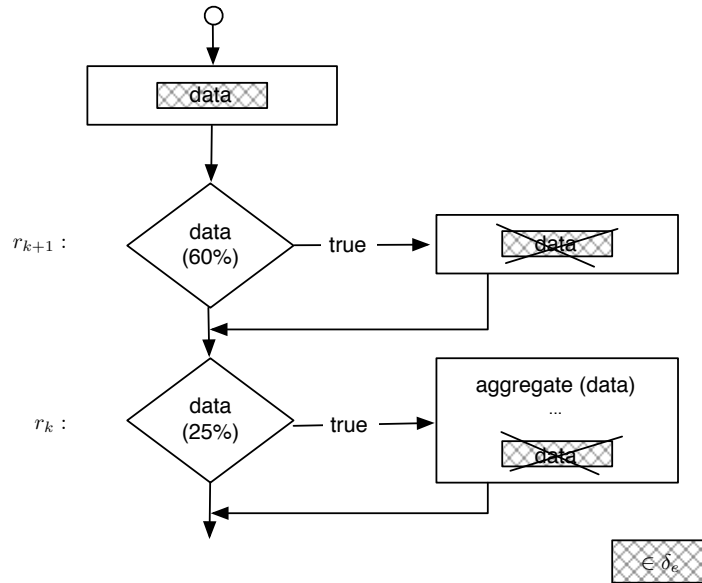 data
r_{k+1} :
data
(60%)
true
data
r_k :
data
(25%)
true
aggregate (data)
...
data
∈ δ_e